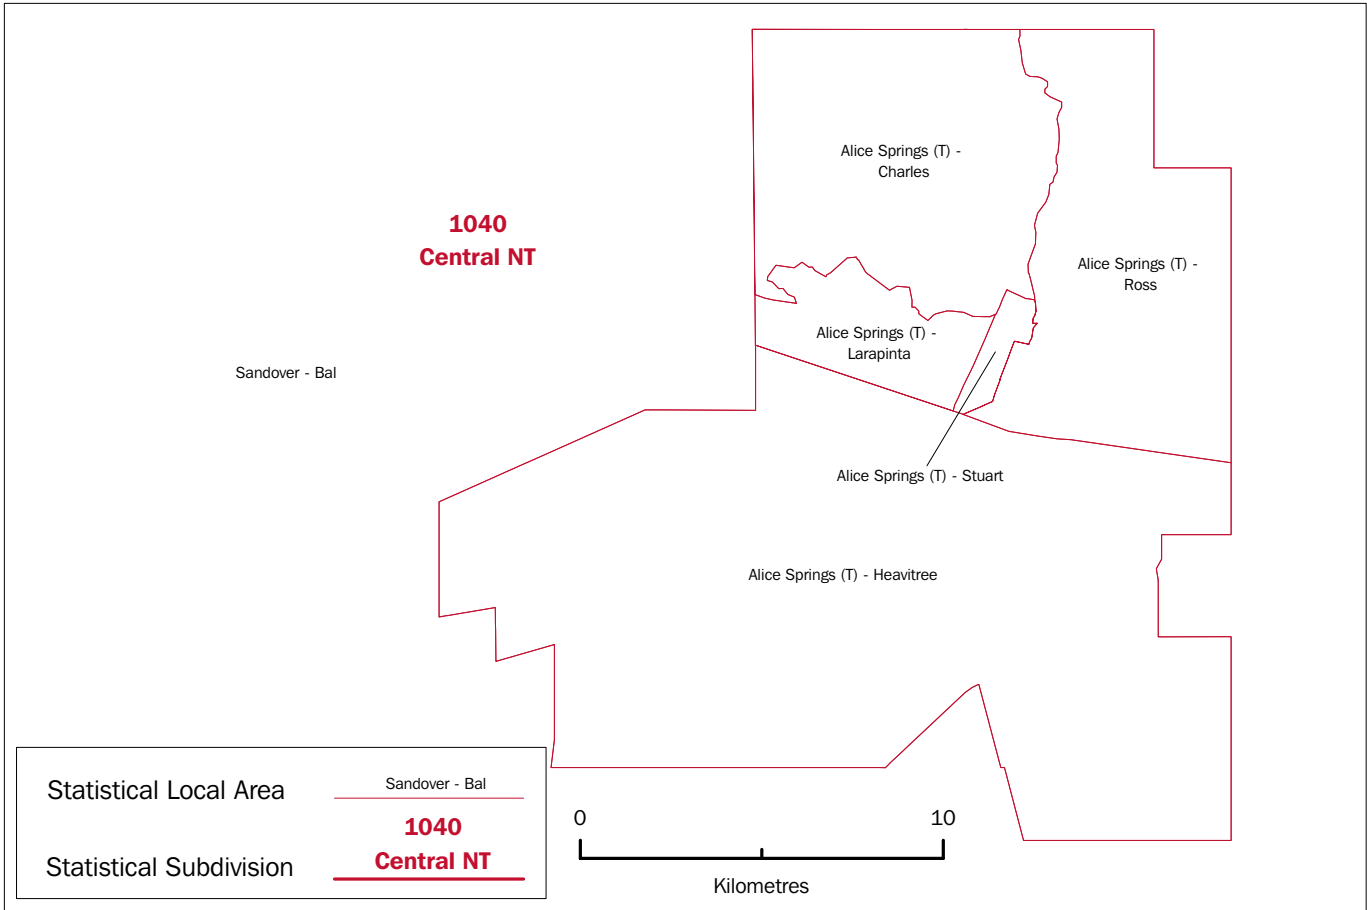 Alice Springs (T) -
Charles
1040
Central NT
Alice Springs (T) -
Ross
Alice Springs (T) -
Larapinta
Sandover - Bal
Alice Springs (T) - Stuart
Alice Springs (T) - Heavitree
Statistical Local Area
Sandover - Bal
1040
Central NT
Statistical Subdivision
0 10
Kilometres